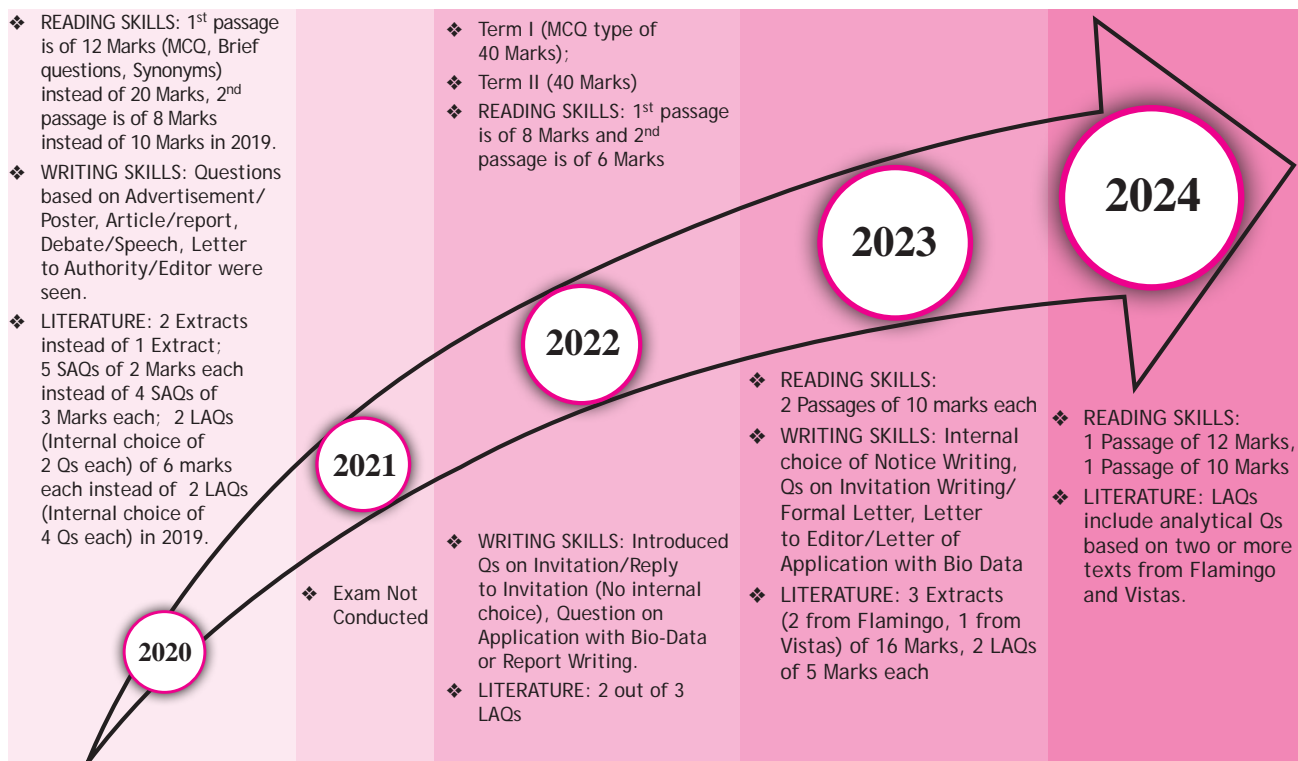 ❖ READING SKILLS: 1st passage
is of 12 Marks (MCQ, Brief
questions, Synonyms)
instead of 20 Marks, 2nd
passage is of 8 Marks
instead of 10 Marks in 2019.
❖ WRITING SKILLS: Questions
based on Advertisement/
Poster, Article/report,
Debate/Speech, Letter
to Authority/Editor were
seen.
❖ LITERATURE: 2 Extracts
instead of 1 Extract;
5 SAQs of 2 Marks each
instead of 4 SAQs of
3 Marks each; 2 LAQs
(Internal choice of
2 Qs each) of 6 marks
each instead of 2 LAQs
(Internal choice of
4 Qs each) in 2019.
2020
2021
❖ Exam Not
Conducted
❖ Term I (MCQ type of
40 Marks);
❖ Term II (40 Marks)
❖ READING SKILLS: 1st passage
is of 8 Marks and 2nd
passage is of 6 Marks
2022
❖ WRITING SKILLS: Introduced
Qs on Invitation/Reply
to Invitation (No internal
choice), Question on
Application with Bio-Data
or Report Writing.
❖ LITERATURE: 2 out of 3
LAQs
2023
❖ READING SKILLS:
2 Passages of 10 marks each
❖ WRITING SKILLS: Internal
choice of Notice Writing,
Qs on Invitation Writing/
Formal Letter, Letter
to Editor/Letter of
Application with Bio Data
❖ LITERATURE: 3 Extracts
(2 from Flamingo, 1 from
Vistas) of 16 Marks, 2 LAQs
of 5 Marks each
2024
❖ READING SKILLS:
1 Passage of 12 Marks,
1 Passage of 10 Marks
❖ LITERATURE: LAQs
include analytical Qs
based on two or more
texts from Flamingo
and Vistas.